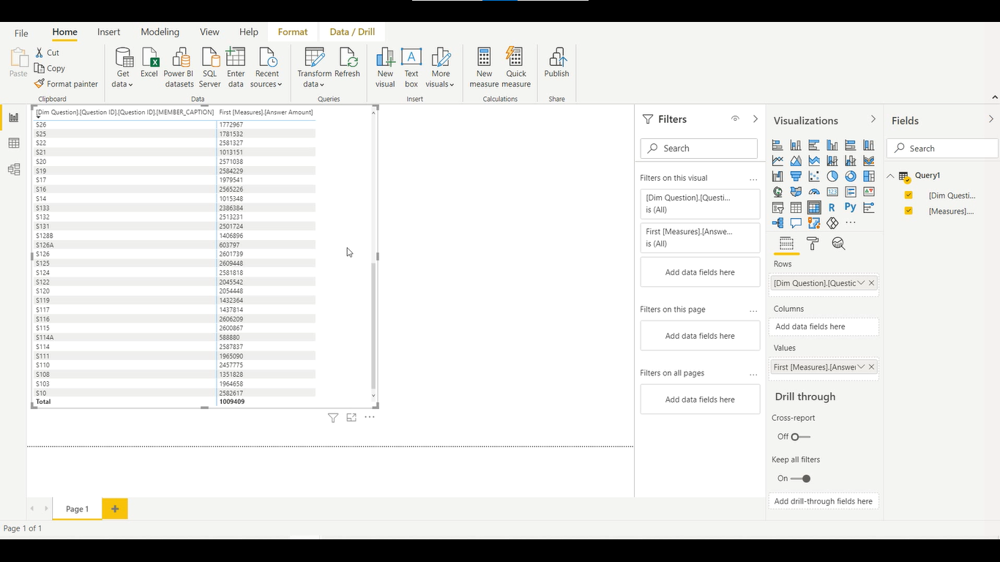 File Home Insert Modeling View Help Format Data / Drill
Paste
Cut
Copy
Format painter
Clipboard
Get data
Excel
Power BI datasets
SQL Server
Enter data
Recent sources
Data
Transform data
Refresh
Queries
New visual
Text box
More visuals
Insert
New measure
Quick measure
Calculations
Publish
Share
[Dim Question].[Question ID].[Question ID].[MEMBER_CAPTION] First [Measures].[Answer Amount]
S26 1772967
S25 1781532
S22 2581327
S21 1013151
S20 2571038
S19 2584229
S17 1979541
S16 2565226
S14 1015348
S133 2386384
S132 2513231
S131 2501724
S128B 1406896
S126A 603797
S126 2601739
S125 2609448
S124 2581818
S122 2045542
S120 2054448
S119 1432364
S117 1437814
S116 2606209
S115 2600867
S114A 588880
S114 2587837
S111 1965090
S110 2457775
S108 1351828
S103 1964658
S10 2582617
Total 1009409
Filters
Search
Filters on this visual ...
[Dim Question].[Questi...
is (All)
First [Measures].[Answe...
is (All)
Add data fields here
Filters on this page ...
Add data fields here
Filters on all pages ...
Add data fields here
Visualizations
R Py
...
Rows
[Dim Question].[Questic
Columns
Add data fields here
Values
First [Measures].[Answer
Drill through
Cross-report
Off
Keep all filters
On
Add drill-through fields here
Fields
Search
Query1
[Dim Questi...
[Measures]....
Page 1
Page 1 of 1